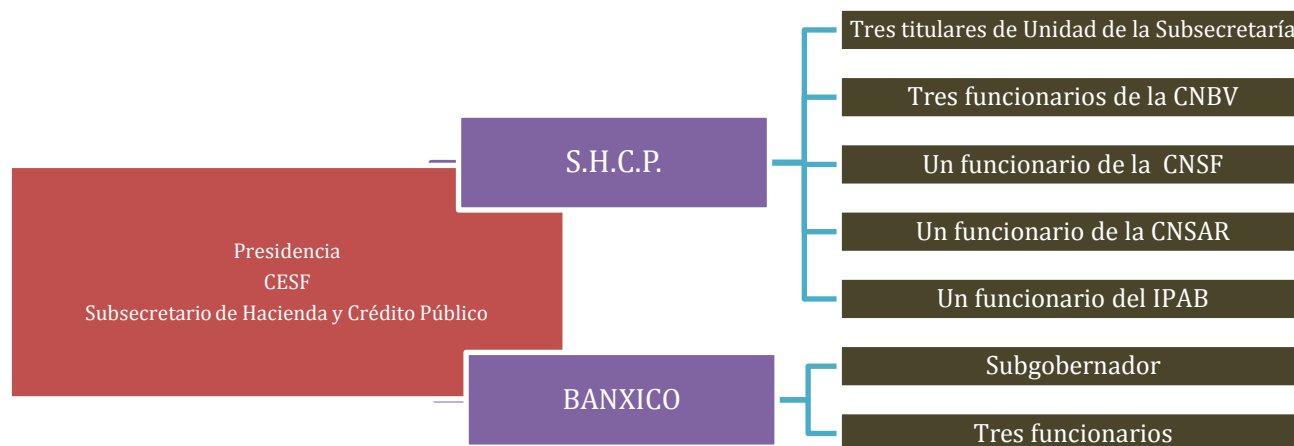 Presidencia
CESF
Subsecretario de Hacienda y Crédito Público
S.H.C.P.
Tres titulares de Unidad de la Subsecretaría
Tres funcionarios de la CNBV
Un funcionario de la CNSF
Un funcionario de la CNSAR
Un funcionario del IPAB
BANXICO
Subgobernador
Tres funcionarios